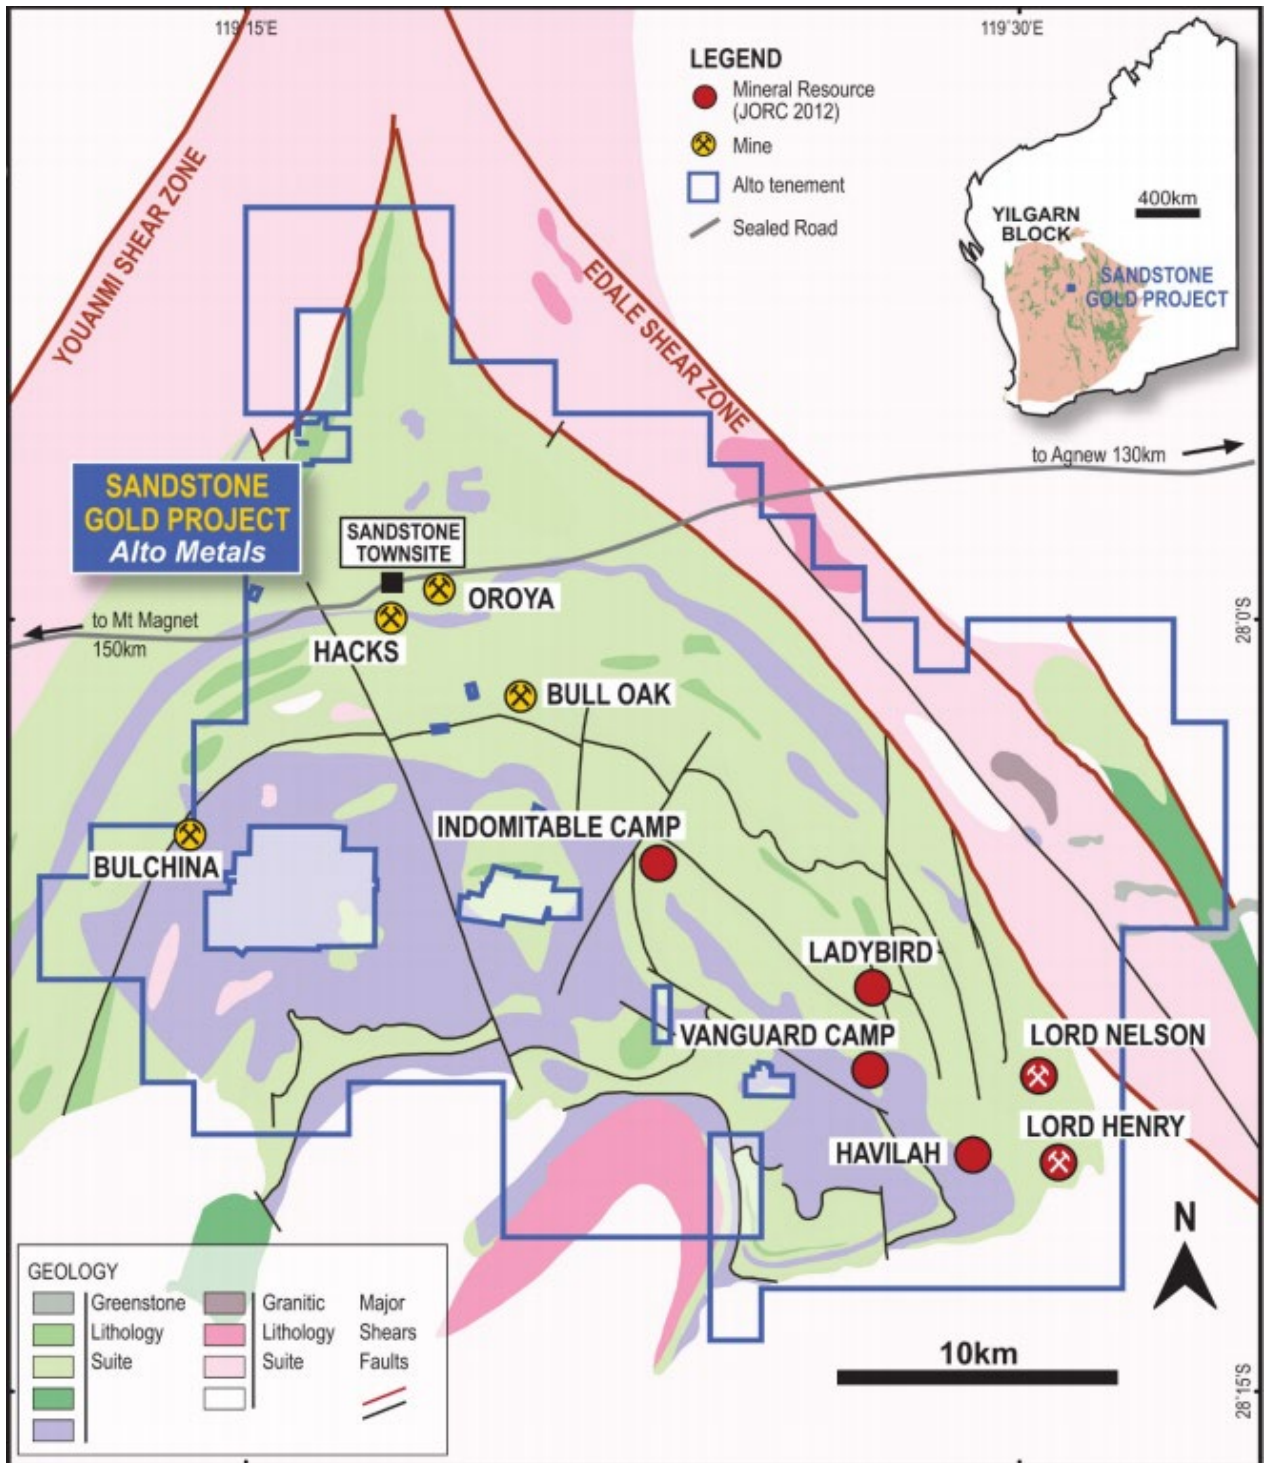 119°15'E
119°30'E
LEGEND
Mineral Resource
(JORC 2012)
Mine
Alto tenement
Sealed Road
400km
YILGARN
BLOCK
SANDSTONE
GOLD PROJECT
YOUANMI SHEAR ZONE
EDALE SHEAR ZONE
to Agnew 130km
SANDSTONE
GOLD PROJECT
Alto Metals
SANDSTONE
TOWNSITE
OROYA
to Mt Magnet
150km
HACKS
28°0'S
BULL OAK
INDOMITABLE CAMP
BULCHINA
LADYBIRD
VANGUARD CAMP
LORD NELSON
LORD HENRY
HAVILAH
N
GEOLOGY
Greenstone
Lithology
Suite
Granitic
Lithology
Suite
Major
Shears
Faults
10km
28°15'S